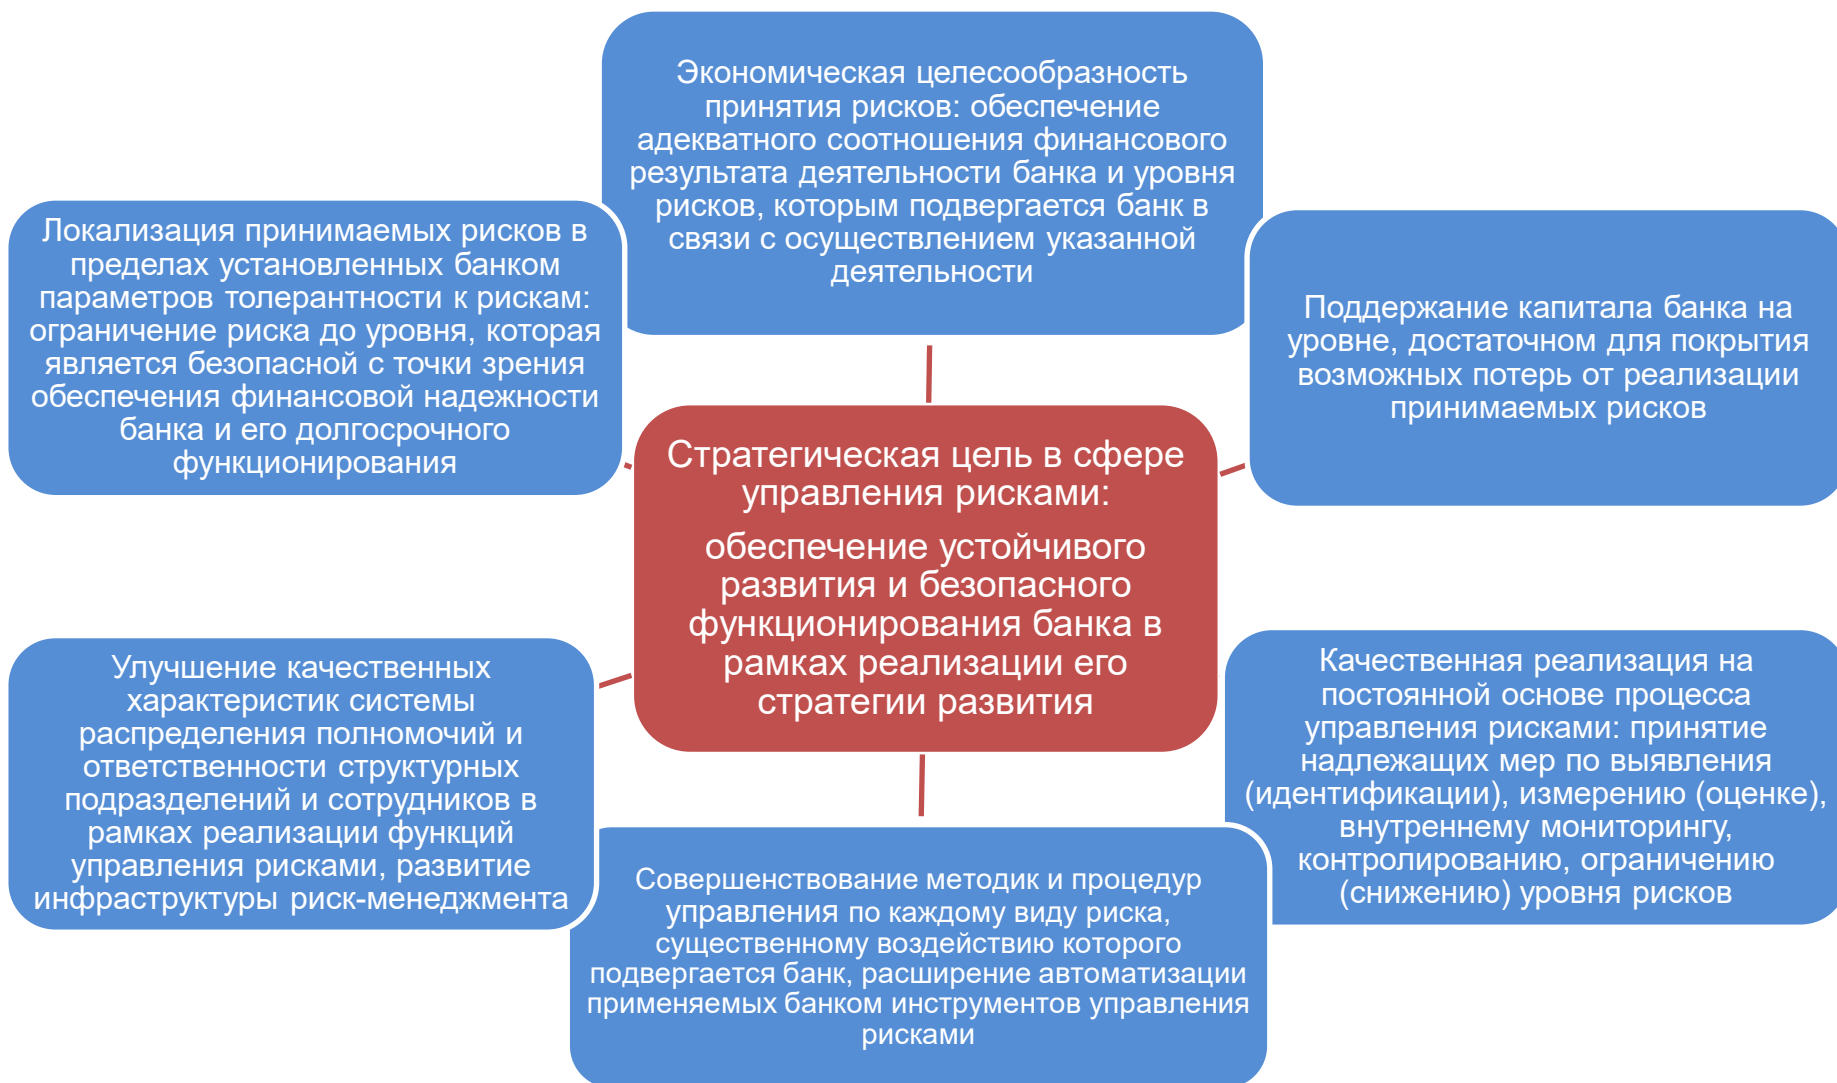 Экономическая целесообразность
принятия рисков: обеспечение
адекватного соотношения финансового
результата деятельности банка и уровня
рисков, которым подвергается банк в
связи с осуществлением указанной
деятельности
Локализация принимаемых рисков в
пределах установленных банком
параметров толерантности к рискам:
ограничение риска до уровня, которая
является безопасной с точки зрения
обеспечения финансовой надежности
банка и его долгосрочного
функционирования
Поддержание капитала банка на
уровне, достаточном для покрытия
возможных потерь от реализации
принимаемых рисков
Стратегическая цель в сфере
управления рисками:
обеспечение устойчивого
развития и безопасного
функционирования банка в
рамках реализации его
стратегии развития
Улучшение качественных
характеристик системы
распределения полномочий и
ответственности структурных
подразделений и сотрудников в
рамках реализации функций
управления рисками, развитие
инфраструктуры риск-менеджмента
Качественная реализация на
постоянной основе процесса
управления рисками: принятие
надлежащих мер по выявления
(идентификации), измерению (оценке),
внутреннему мониторингу,
контролированию, ограничению
(снижению) уровня рисков
Совершенствование методик и процедур
управления по каждому виду риска,
существенному воздействию которого
подвергается банк, расширение автоматизации
применяемых банком инструментов управления
рисками